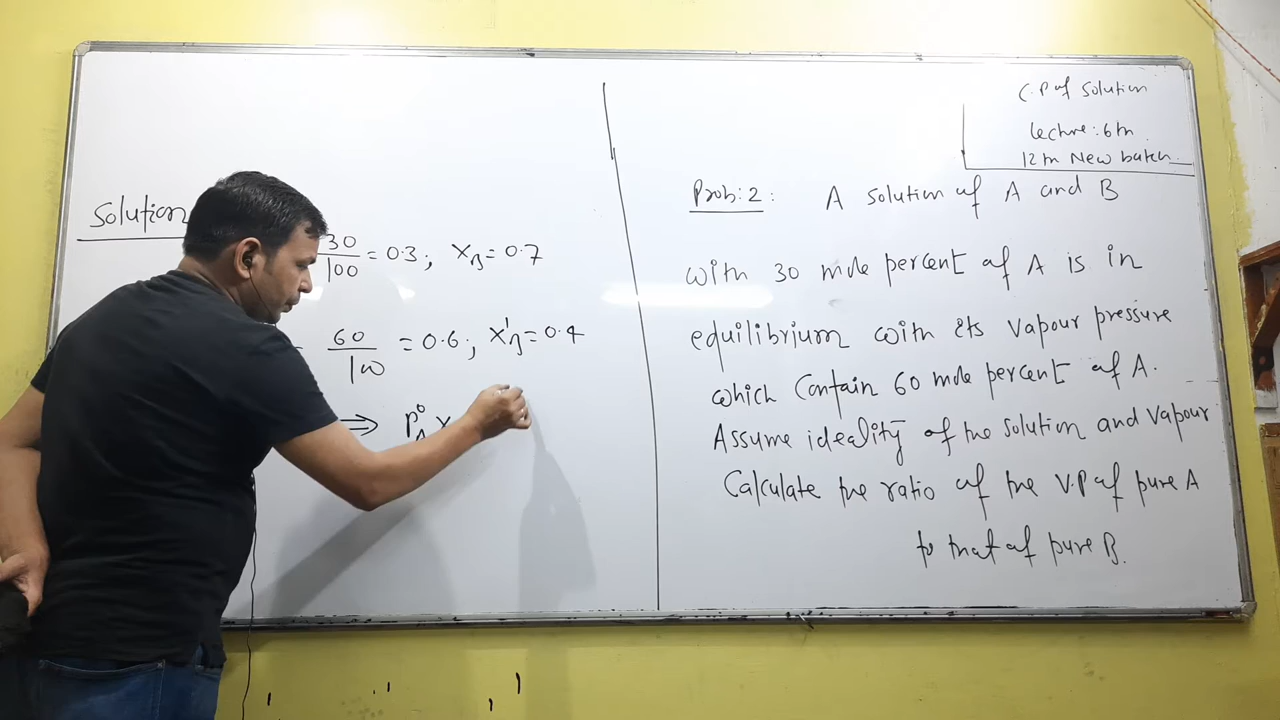 Solution
30
100
= 0.3 ; X_B = 0.7
60
100
= 0.6 ; X'_B = 0.4
⇒ P°_A X
C.P of Solution
Lecture : 6th
12th New batch
Prob: 2 : A solution of A and B
with 30 mole percent of A is in
equilibrium with its vapour pressure
which Contain 60 mole percent of A.
Assume ideality of the solution and vapour
Calculate the ratio of the V.P of pure A
to that of pure B.